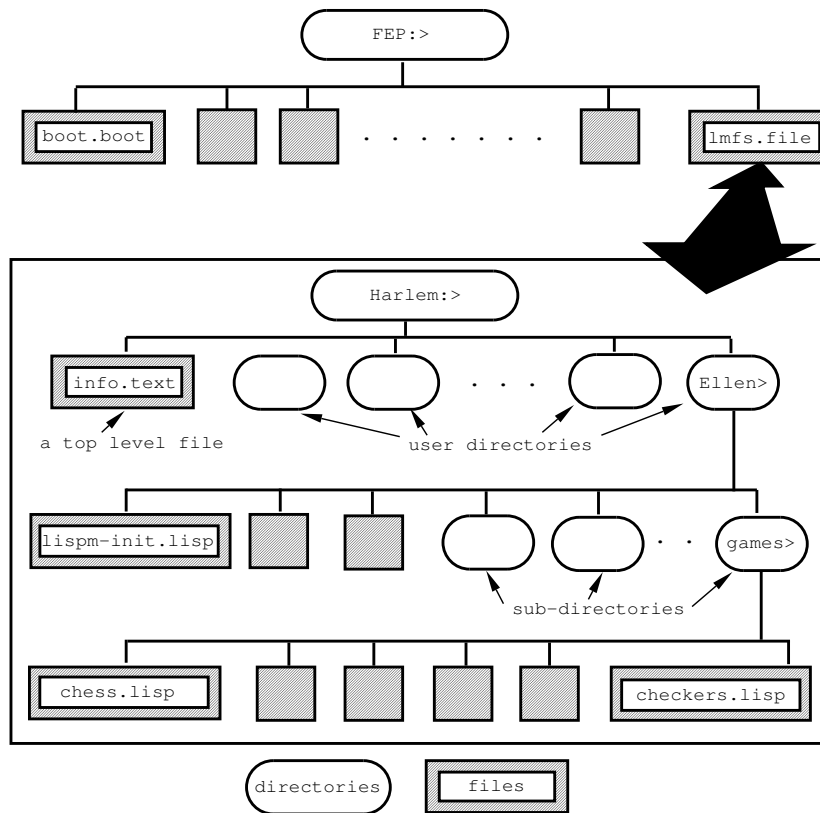 FEP:>
boot.boot
. . . . . . . .
lmfs.file
Harlem:>
info.text
. . .
Ellen>
a top level file
user directories
lispm-init.lisp
. .
games>
sub-directories
chess.lisp
checkers.lisp
directories
files